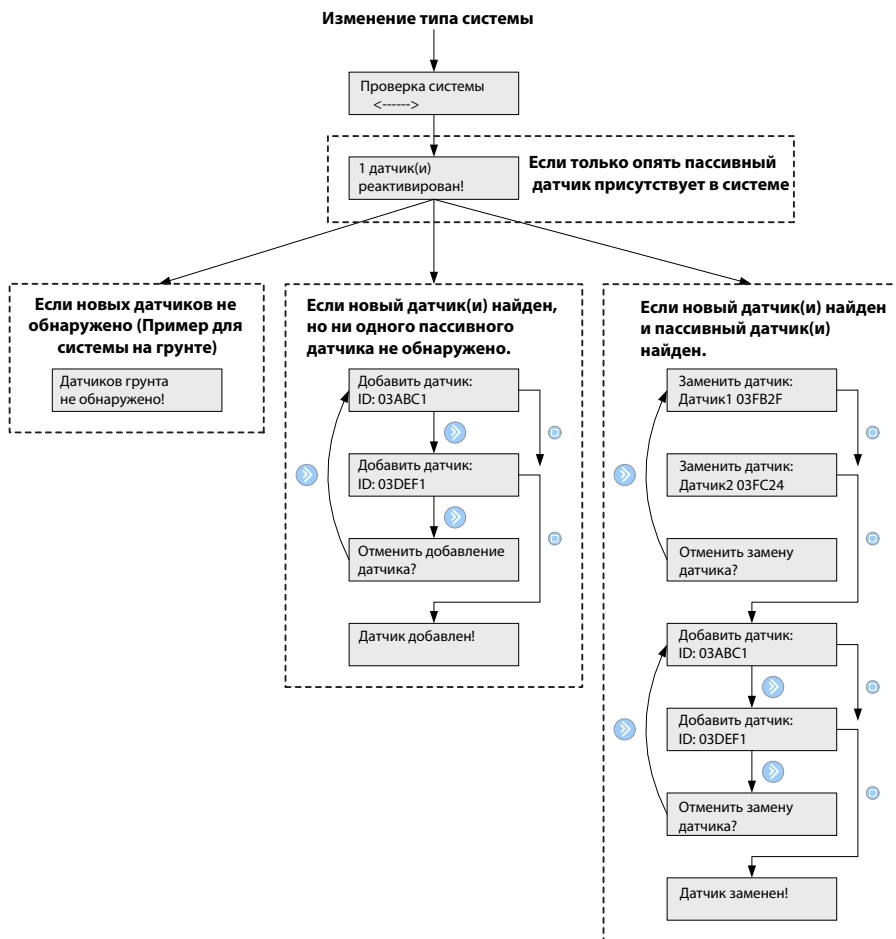 Изменение типа системы
Проверка системы
<------>
1 датчик(и)
реактивирован!
Если только опять пассивный
датчик присутствует в системе
Если новых датчиков не
обнаружено (Пример для
системы на грунте)
Датчиков грунта
не обнаружено!
Если новый датчик(и) найден,
но ни одного пассивного
датчика не обнаружено.
Добавить датчик:
ID: 03ABC1
Добавить датчик:
ID: 03DEF1
Отменить добавление
датчика?
Датчик добавлен!
Если новый датчик(и) найден
и пассивный датчик(и)
найден.
Заменить датчик:
Датчик1 03FB2F
Заменить датчик:
Датчик2 03FC24
Отменить замену
датчика?
Добавить датчик:
ID: 03ABC1
Добавить датчик:
ID: 03DEF1
Отменить замену
датчика?
Датчик заменен!